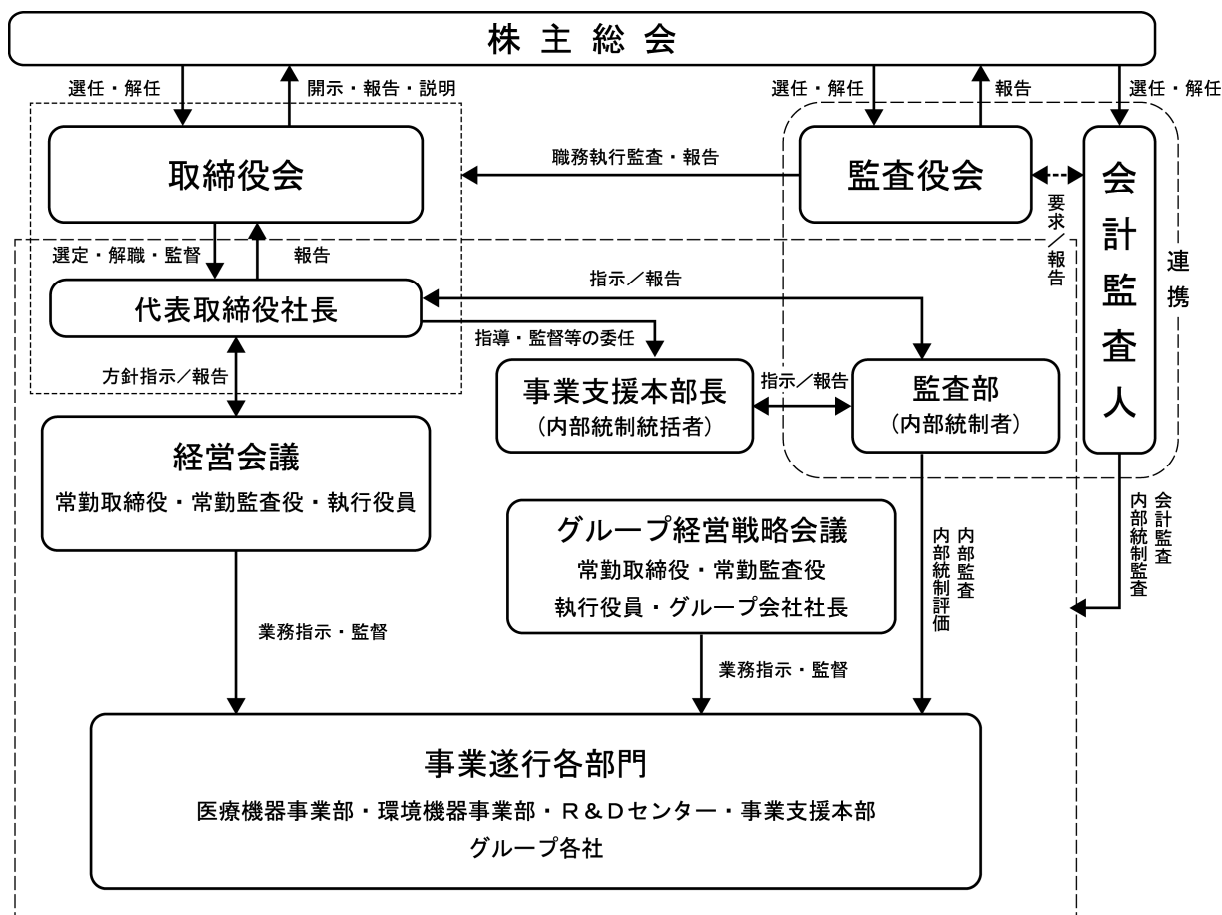 株主総会
選任・解任
開示・報告・説明
選任・解任
報告
選任・解任
取締役会
職務執行監査・報告
監査役会
要求／報告
会計監査人
連携
選定・解職・監督
報告
代表取締役社長
指示／報告
指導・監督等の委任
方針指示／報告
事業支援本部長
（内部統制統括者）
指示／報告
監査部
（内部統制者）
経営会議
常勤取締役・常勤監査役・執行役員
グループ経営戦略会議
常勤取締役・常勤監査役
執行役員・グループ会社社長
内部監査
内部統制評価
会計監査
内部統制監査
業務指示・監督
業務指示・監督
事業遂行各部門
医療機器事業部・環境機器事業部・Ｒ＆Ｄセンター・事業支援本部
グループ各社